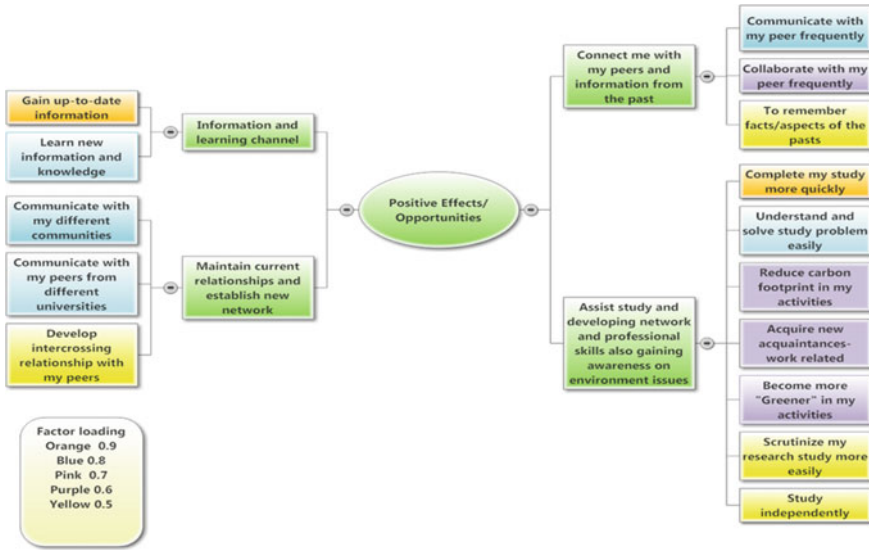 Gain up-to-date
information
Learn new
information and
knowledge
Information and
learning channel
Communicate with
my different
communities
Communicate with
my peers from
different
universities
Develop
intercrossing
relationship with
my peers
Maintain current
relationships and
establish new
network
Positive Effects/
Opportunities
Connect me with
my peers and
information from
the past
Communicate with
my peer frequently
Collaborate with my
peer frequently
To remember
facts/aspects of the
pasts
Assist study and
developing network
and professional
skills also gaining
awareness on
environment issues
Complete my study
more quickly
Understand and
solve study problem
easily
Reduce carbon
footprint in my
activities
Acquire new
acquaintances-
work related
Become more
"Greener" in my
activities
Scrutinize my
research study more
easily
Study
independently
Factor loading
Orange 0.9
Blue 0.8
Pink 0.7
Purple 0.6
Yellow 0.5